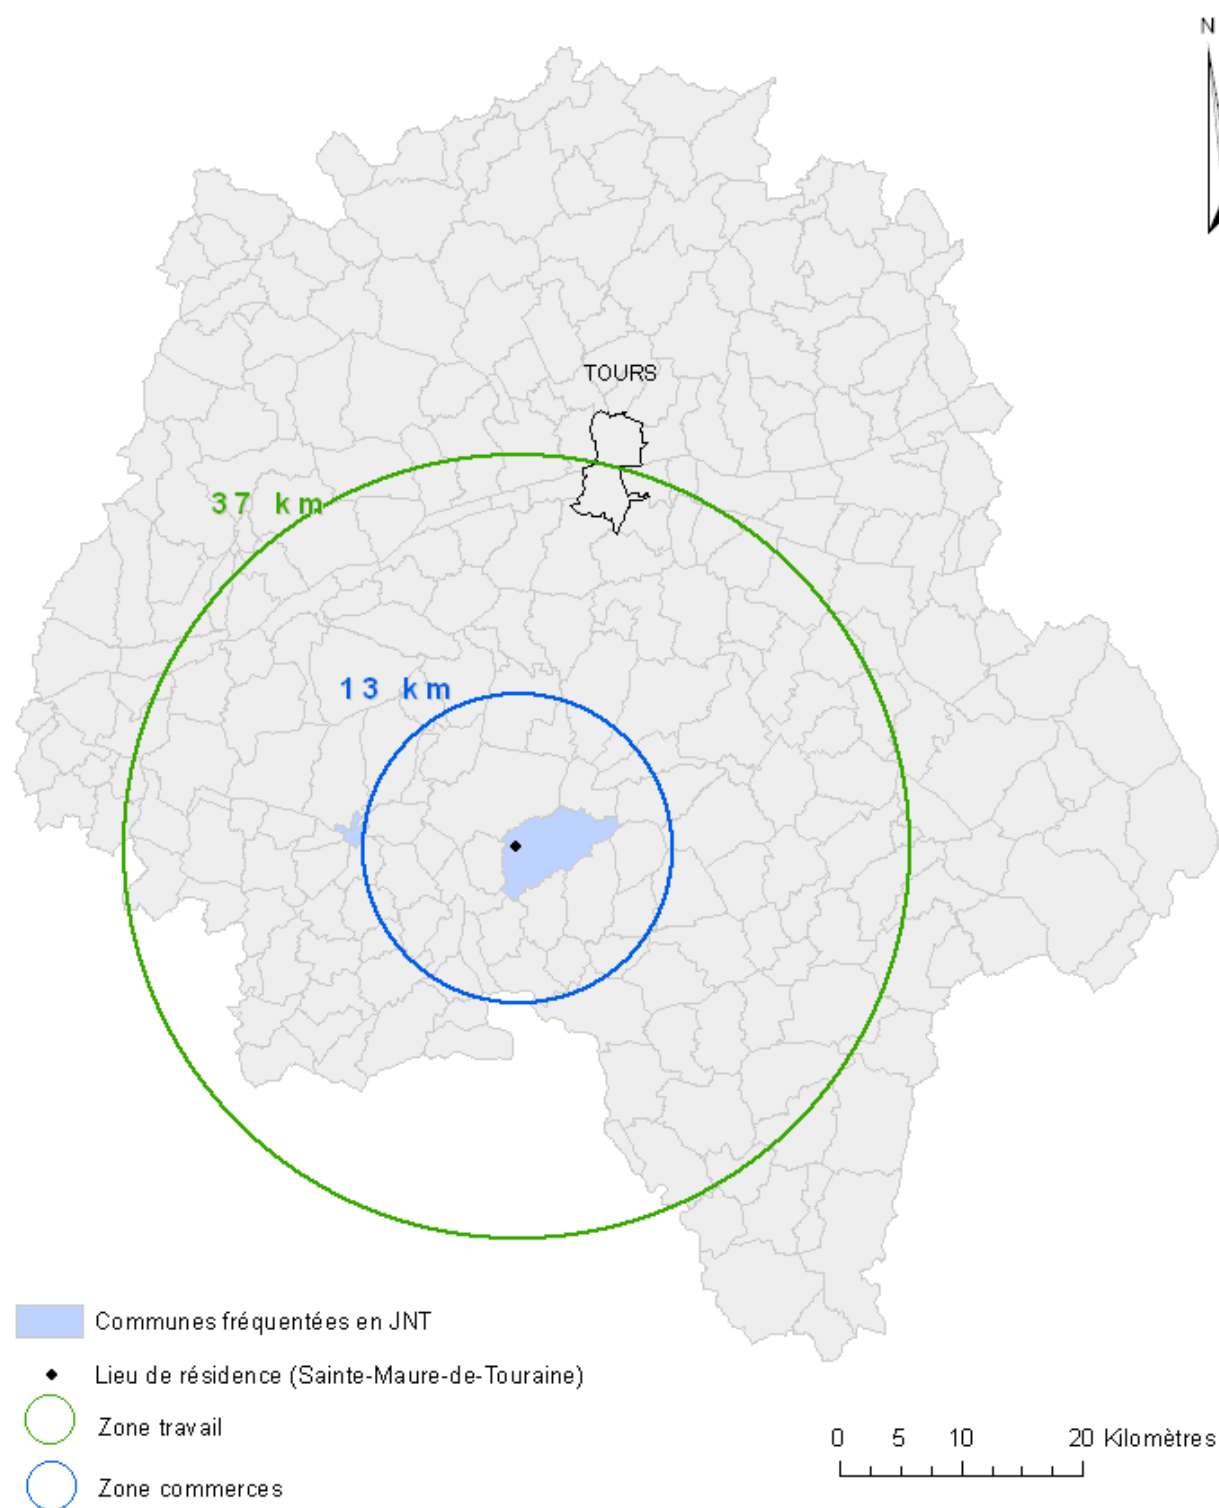 N
TOURS
37 km
13 km
Communes fréquentées en JNT
Lieu de résidence (Sainte-Maure-de-Touraine)
Zone travail
Zone commerces
0 5 10 20 Kilomètres